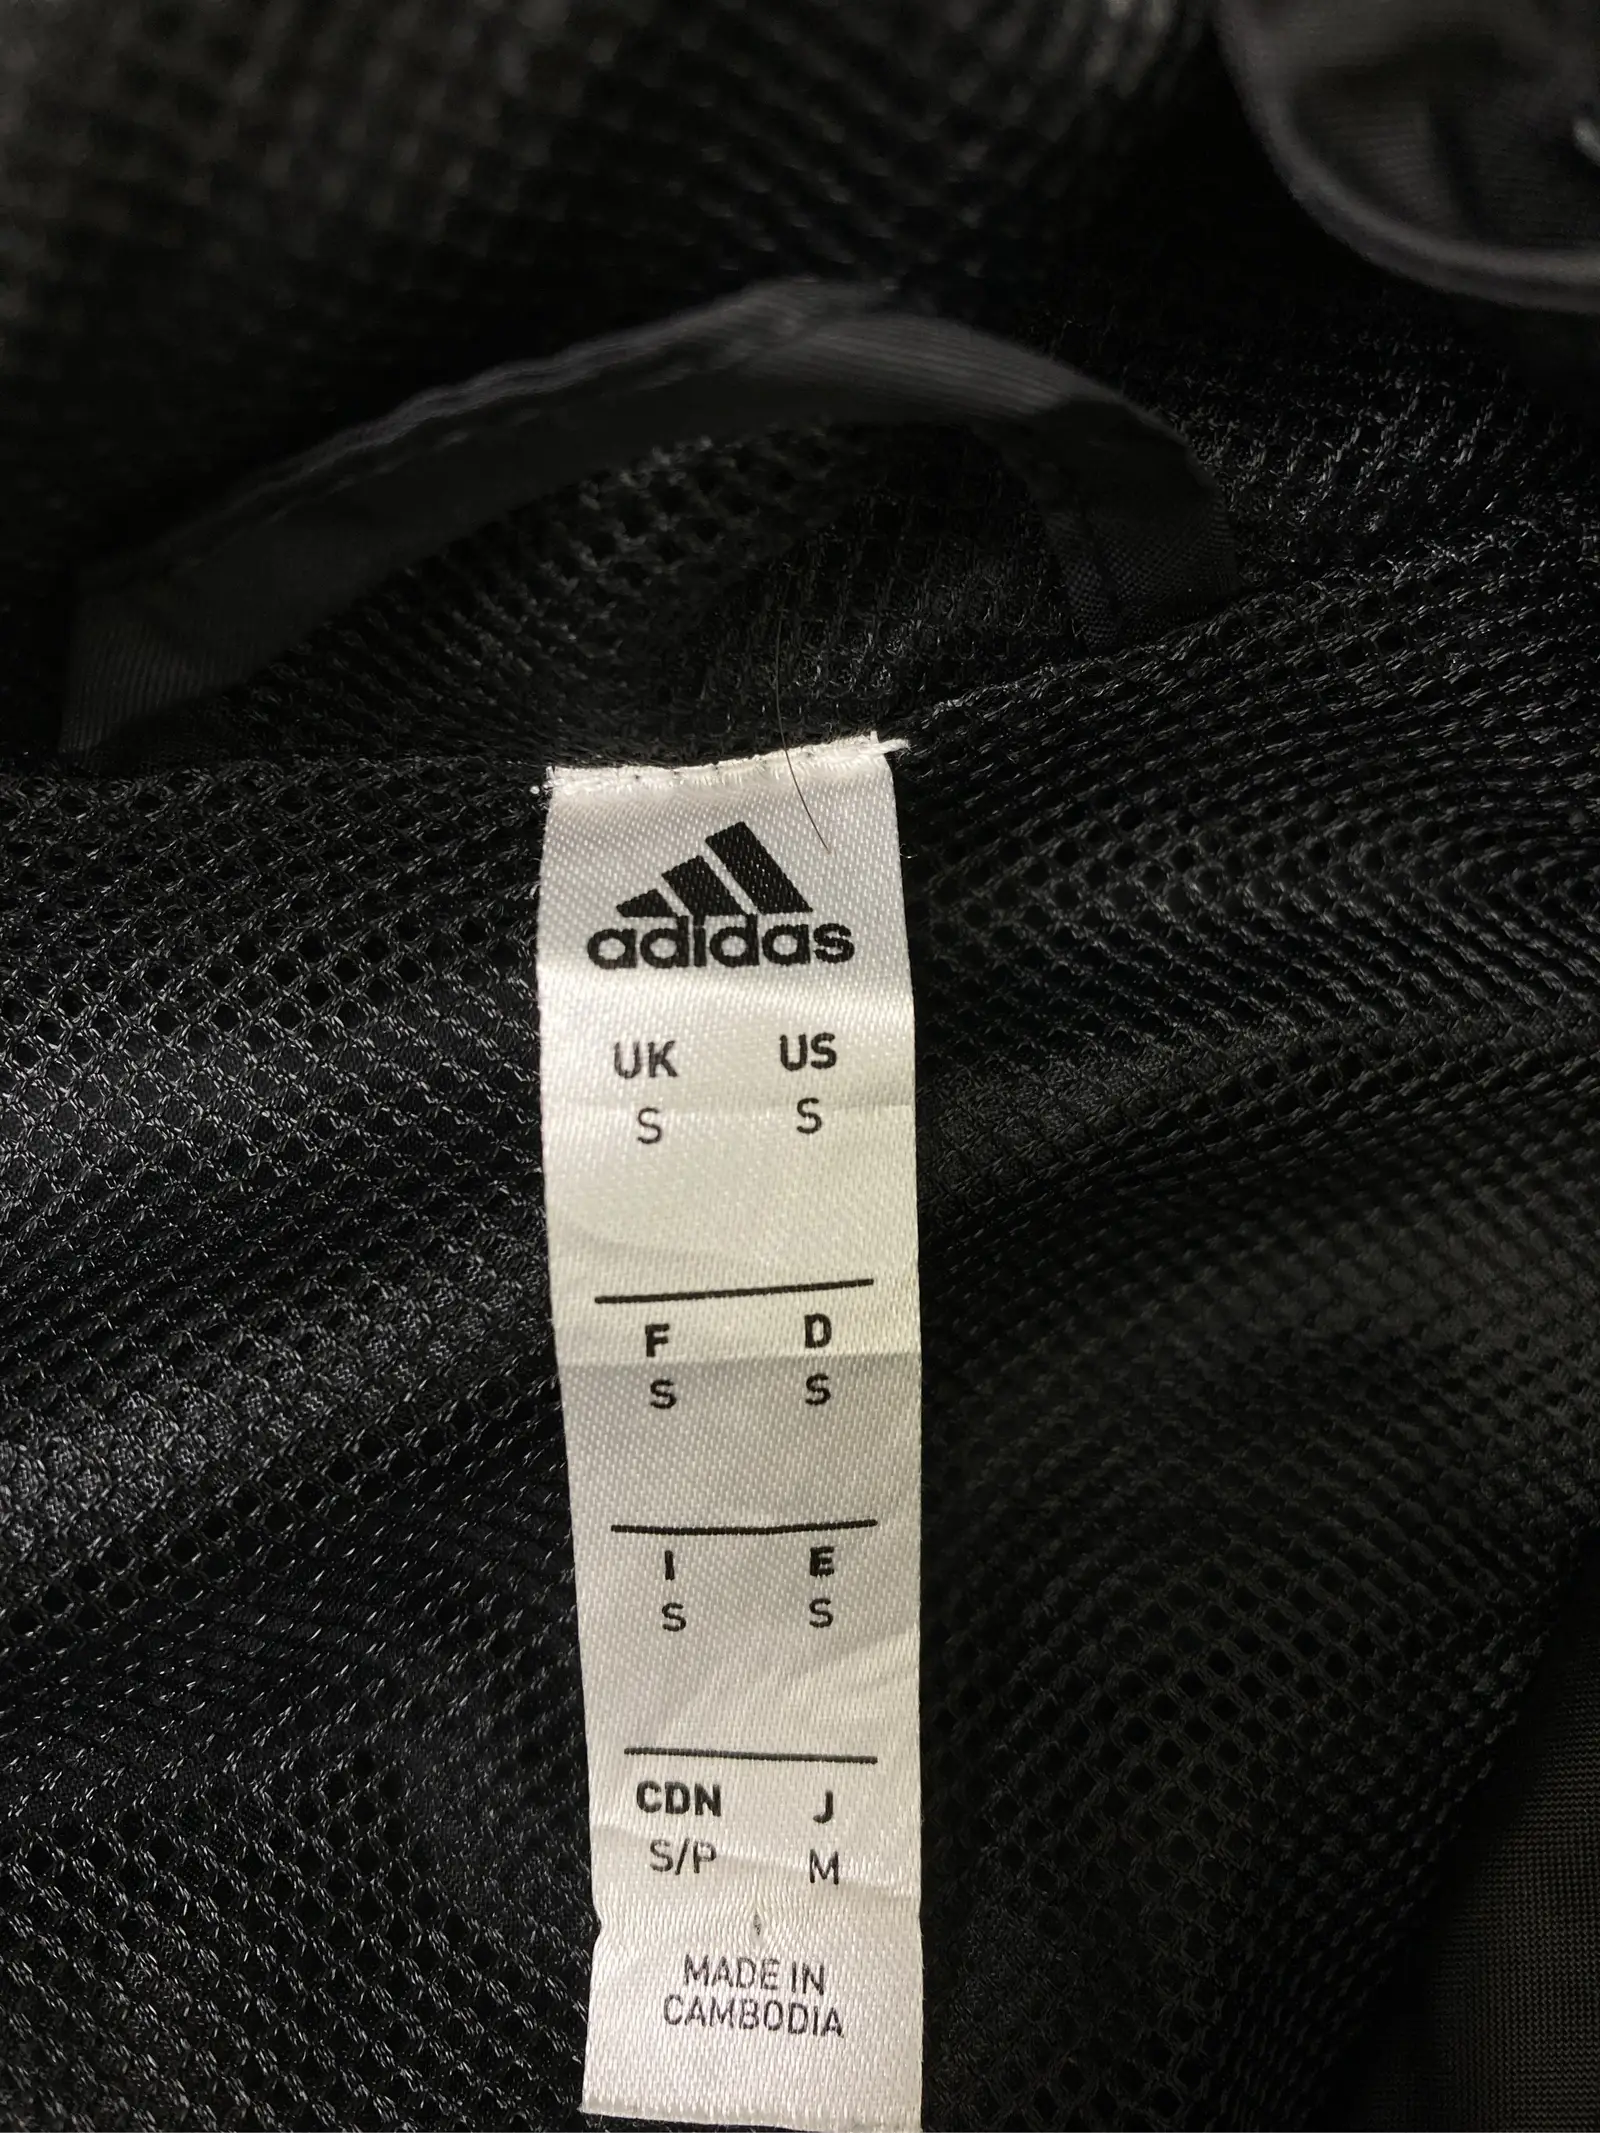 adidas
UK US
S S
F D
S S
I E
S S
CDN J
S/P M
MADE IN
CAMBODIA